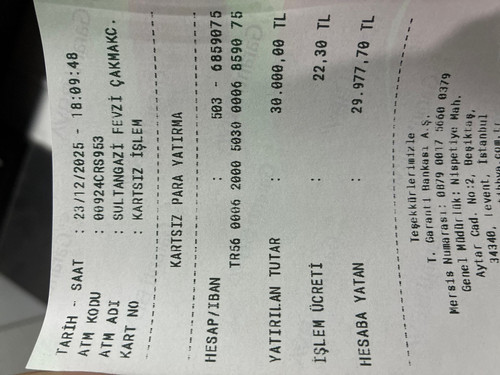 TARİH - SAAT : 23/12/2025 - 18:09:48
ATM KODU : 00924CRS953
ATM ADI : SULTANGAZİ FEVZİ ÇAKMAKC.
KART NO : KARTSIZ İŞLEM
KARTSIZ PARA YATIRMA
HESAP/IBAN : 503 - 6859075
TR56 0006 2000 5030 0006 8590 75
YATIRILAN TUTAR : 30.000,00 TL
İŞLEM ÜCRETİ : 22,30 TL
HESABA YATAN : 29.977,70 TL
Teşekkürlerimizle
T. Garanti Bankası A.Ş.
Mersis Numarası: 0879 0017 5660 0379
Genel Müdürlük: Nispetiye Mah.
Aytar Cad. No:2, Beşiktaş,
34340, Levent, İstanbul